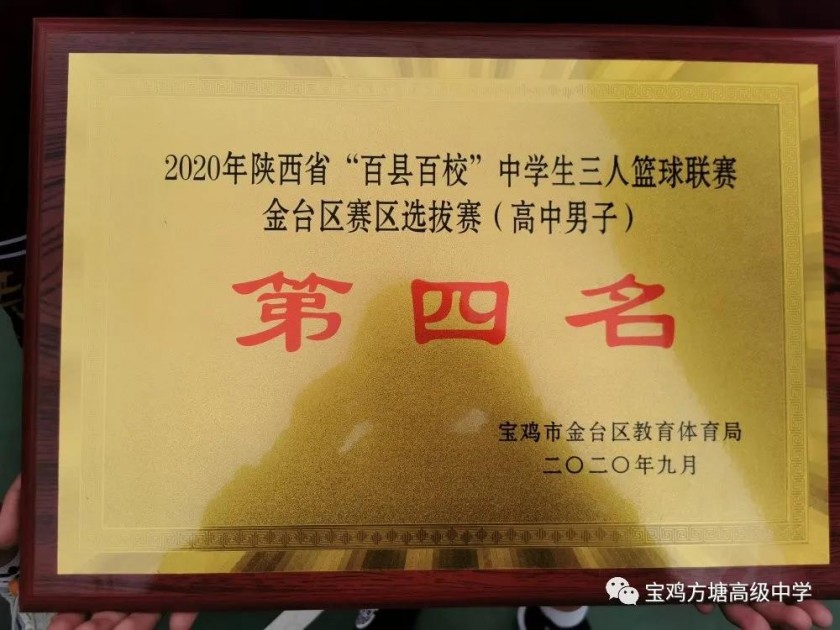 2020年陕西省“百县百校”中学生三人篮球联赛
金台区赛区选拔赛（高中男子）
第四名
宝鸡市金台区教育体育局
二〇二〇年九月
宝鸡方塘高级中学